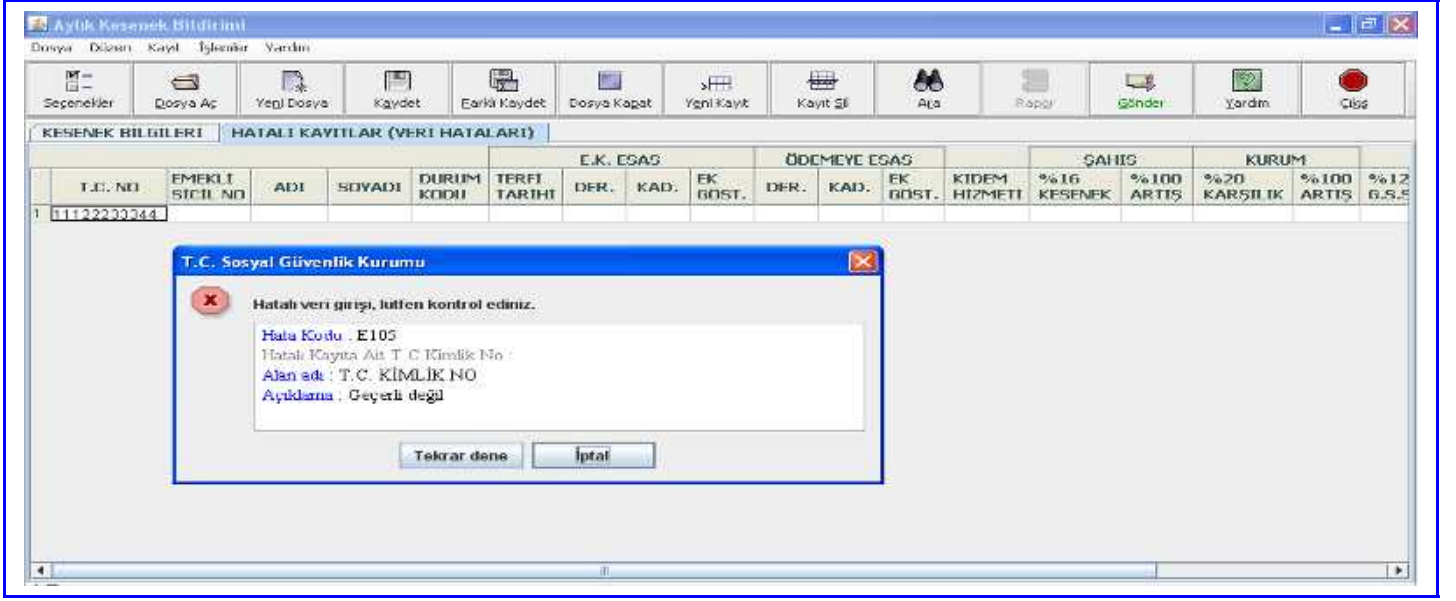 Aylık Kesenek Bildirimi
Dosya Düzen Kayıt İşlemler Yardım
Seçenekler Dosya Aç Yeni Dosya Kaydet Farklı Kaydet Dosya Kapat Yeni Kayıt Kayıt Sil Ara Rapor Gönder Yardım Çıkış
KESENEK BİLGİLERİ HATALI KAYITLAR (VERİ HATALARI)
E.K. ESAS ÖDEMEYE ESAS ŞAHIS KURUM
T.C. NO EMEKLİ SİCİL NO ADI SOYADI DURUM KODU TERFİ TARİHİ DER. KAD. EK GÖST. DER. KAD. EK GÖST. KIDEM HİZMETİ %16 KESENEK %100 ARTIŞ %20 KARŞILIK %100 ARTIŞ %12 G.S.S
1 11122233344
T.C. Sosyal Güvenlik Kurumu
Hatalı veri girişi, lütfen kontrol ediniz.
Hata Kodu : E105
Hatalı Kayıta Ait T.C Kimlik No :
Alan adı : T.C. KİMLİK NO
Açıklama : Geçerli değil
Tekrar dene İptal